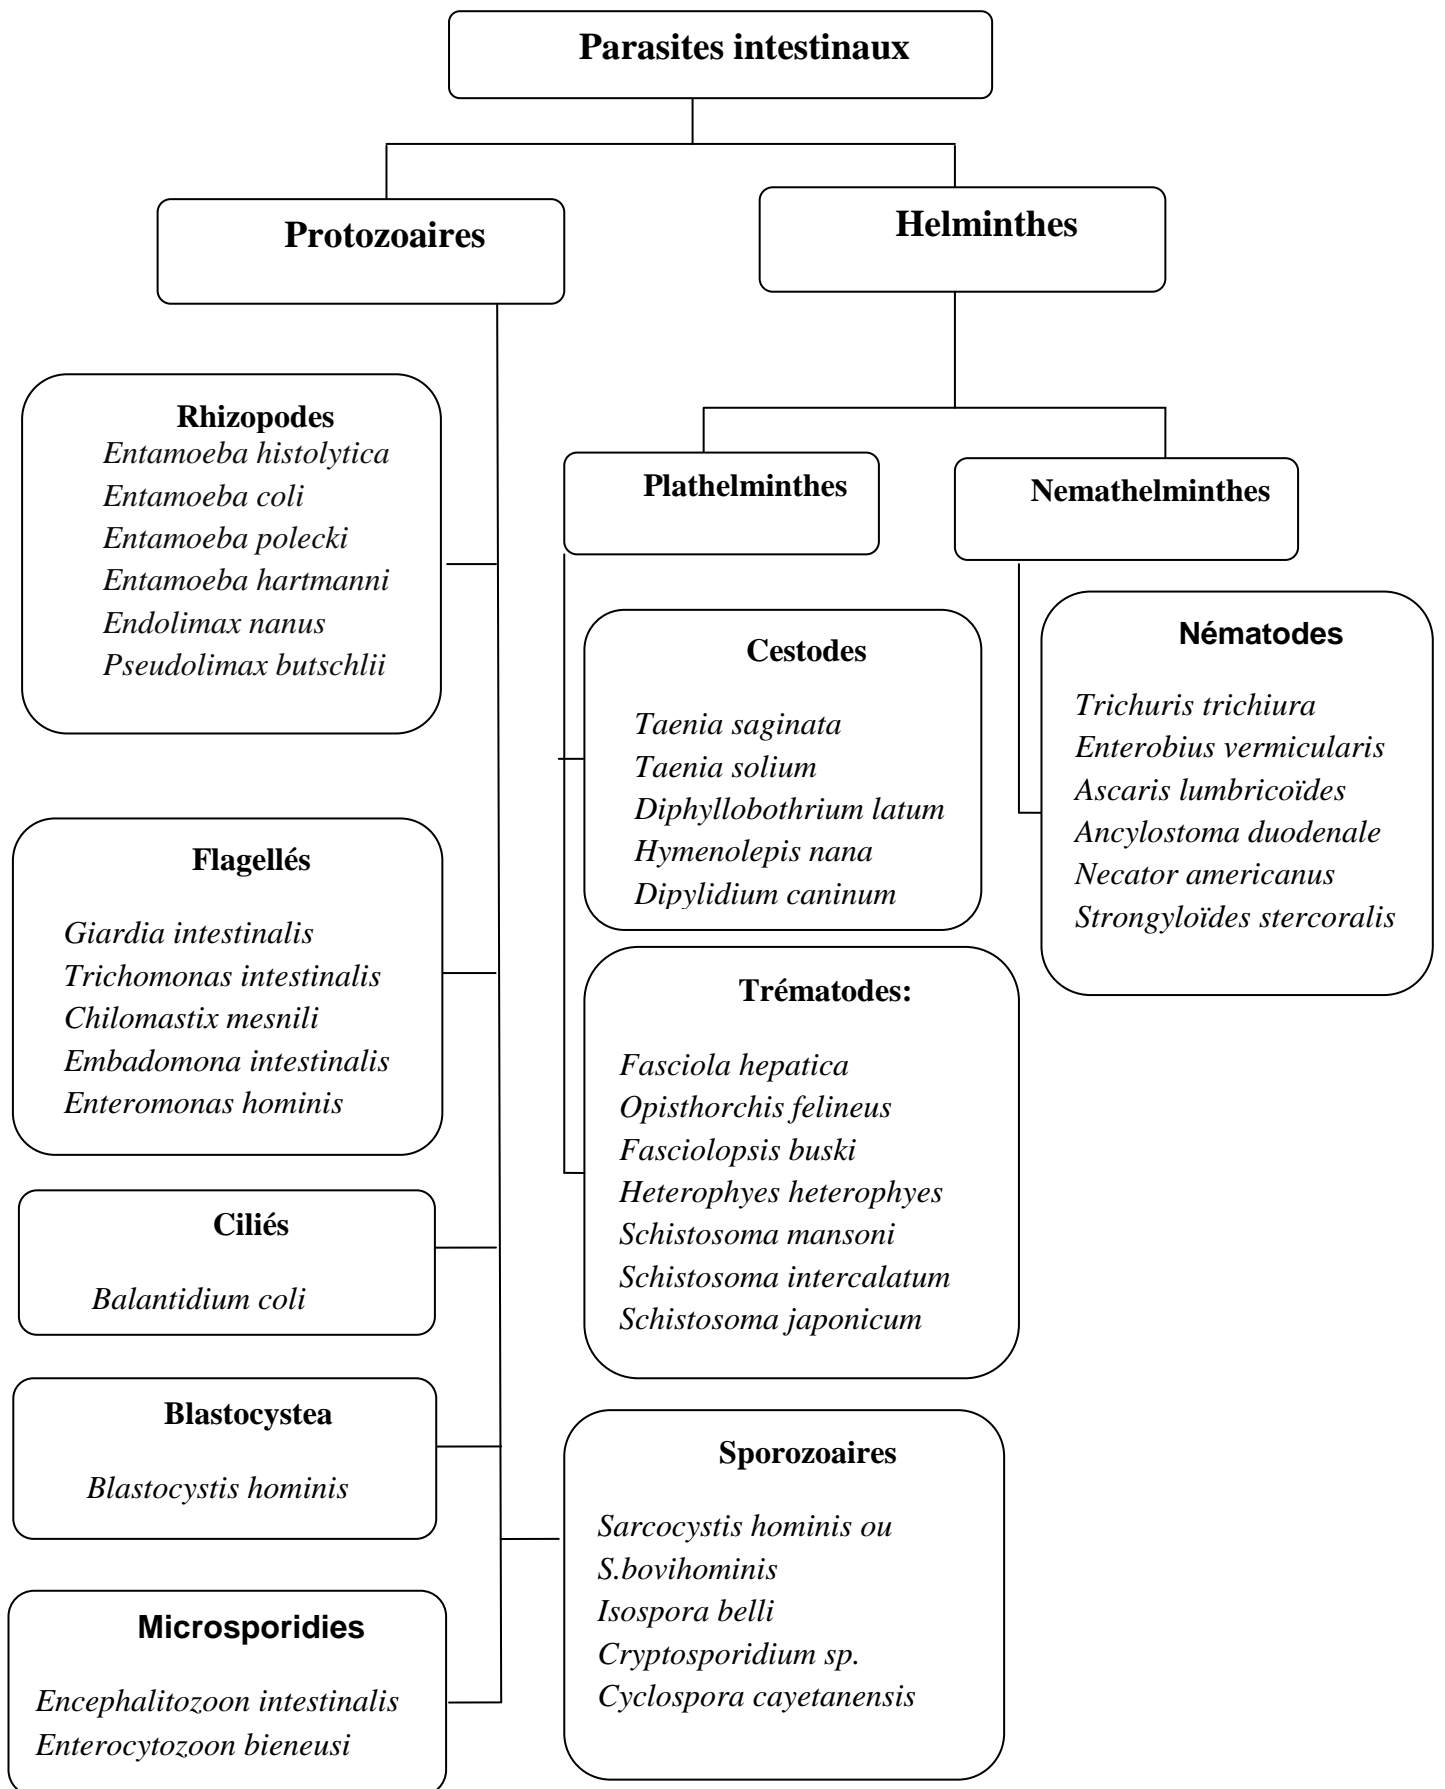 Parasites intestinaux
Protozoaires
Helminthes
Rhizopodes
Entamoeba histolytica
Entamoeba coli
Entamoeba polecki
Entamoeba hartmanni
Endolimax nanus
Pseudolimax butschlii
Plathelminthes
Nemathelminthes
Cestodes
Taenia saginata
Taenia solium
Diphyllobothrium latum
Hymenolepis nana
Dipylidium caninum
Nématodes
Trichuris trichiura
Enterobius vermicularis
Ascaris lumbricoïdes
Ancylostoma duodenale
Necator americanus
Strongyloïdes stercoralis
Flagellés
Giardia intestinalis
Trichomonas intestinalis
Chilomastix mesnili
Embadomona intestinalis
Enteromonas hominis
Trématodes:
Fasciola hepatica
Opisthorchis felineus
Fasciolopsis buski
Heterophyes heterophyes
Schistosoma mansoni
Schistosoma intercalatum
Schistosoma japonicum
Ciliés
Balantidium coli
Blastocystea
Blastocystis hominis
Sporozoaires
Sarcocystis hominis ou
S.bovihominis
Isospora belli
Cryptosporidium sp.
Cyclospora cayetanensis
Microsporidies
Encephalitozoon intestinalis
Enterocytozoon bieneusi